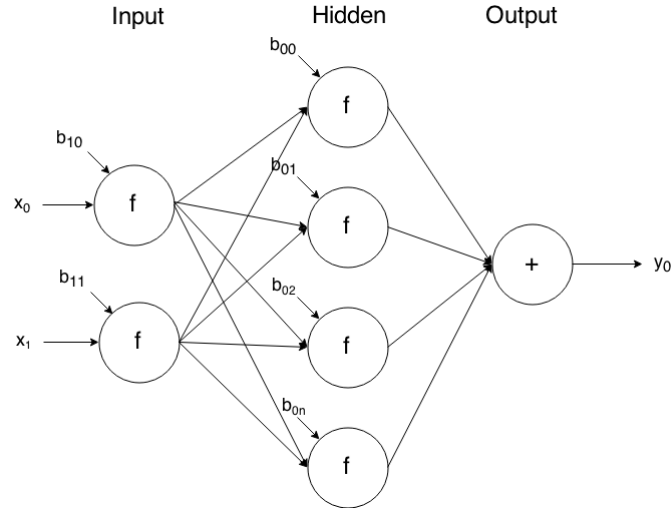 Input Hidden Output
b₀₀
f
b₁₀
b₀₁
x₀ f
f
b₁₁
b₀₂
+ y₀
x₁ f
f
b₀ₙ
f